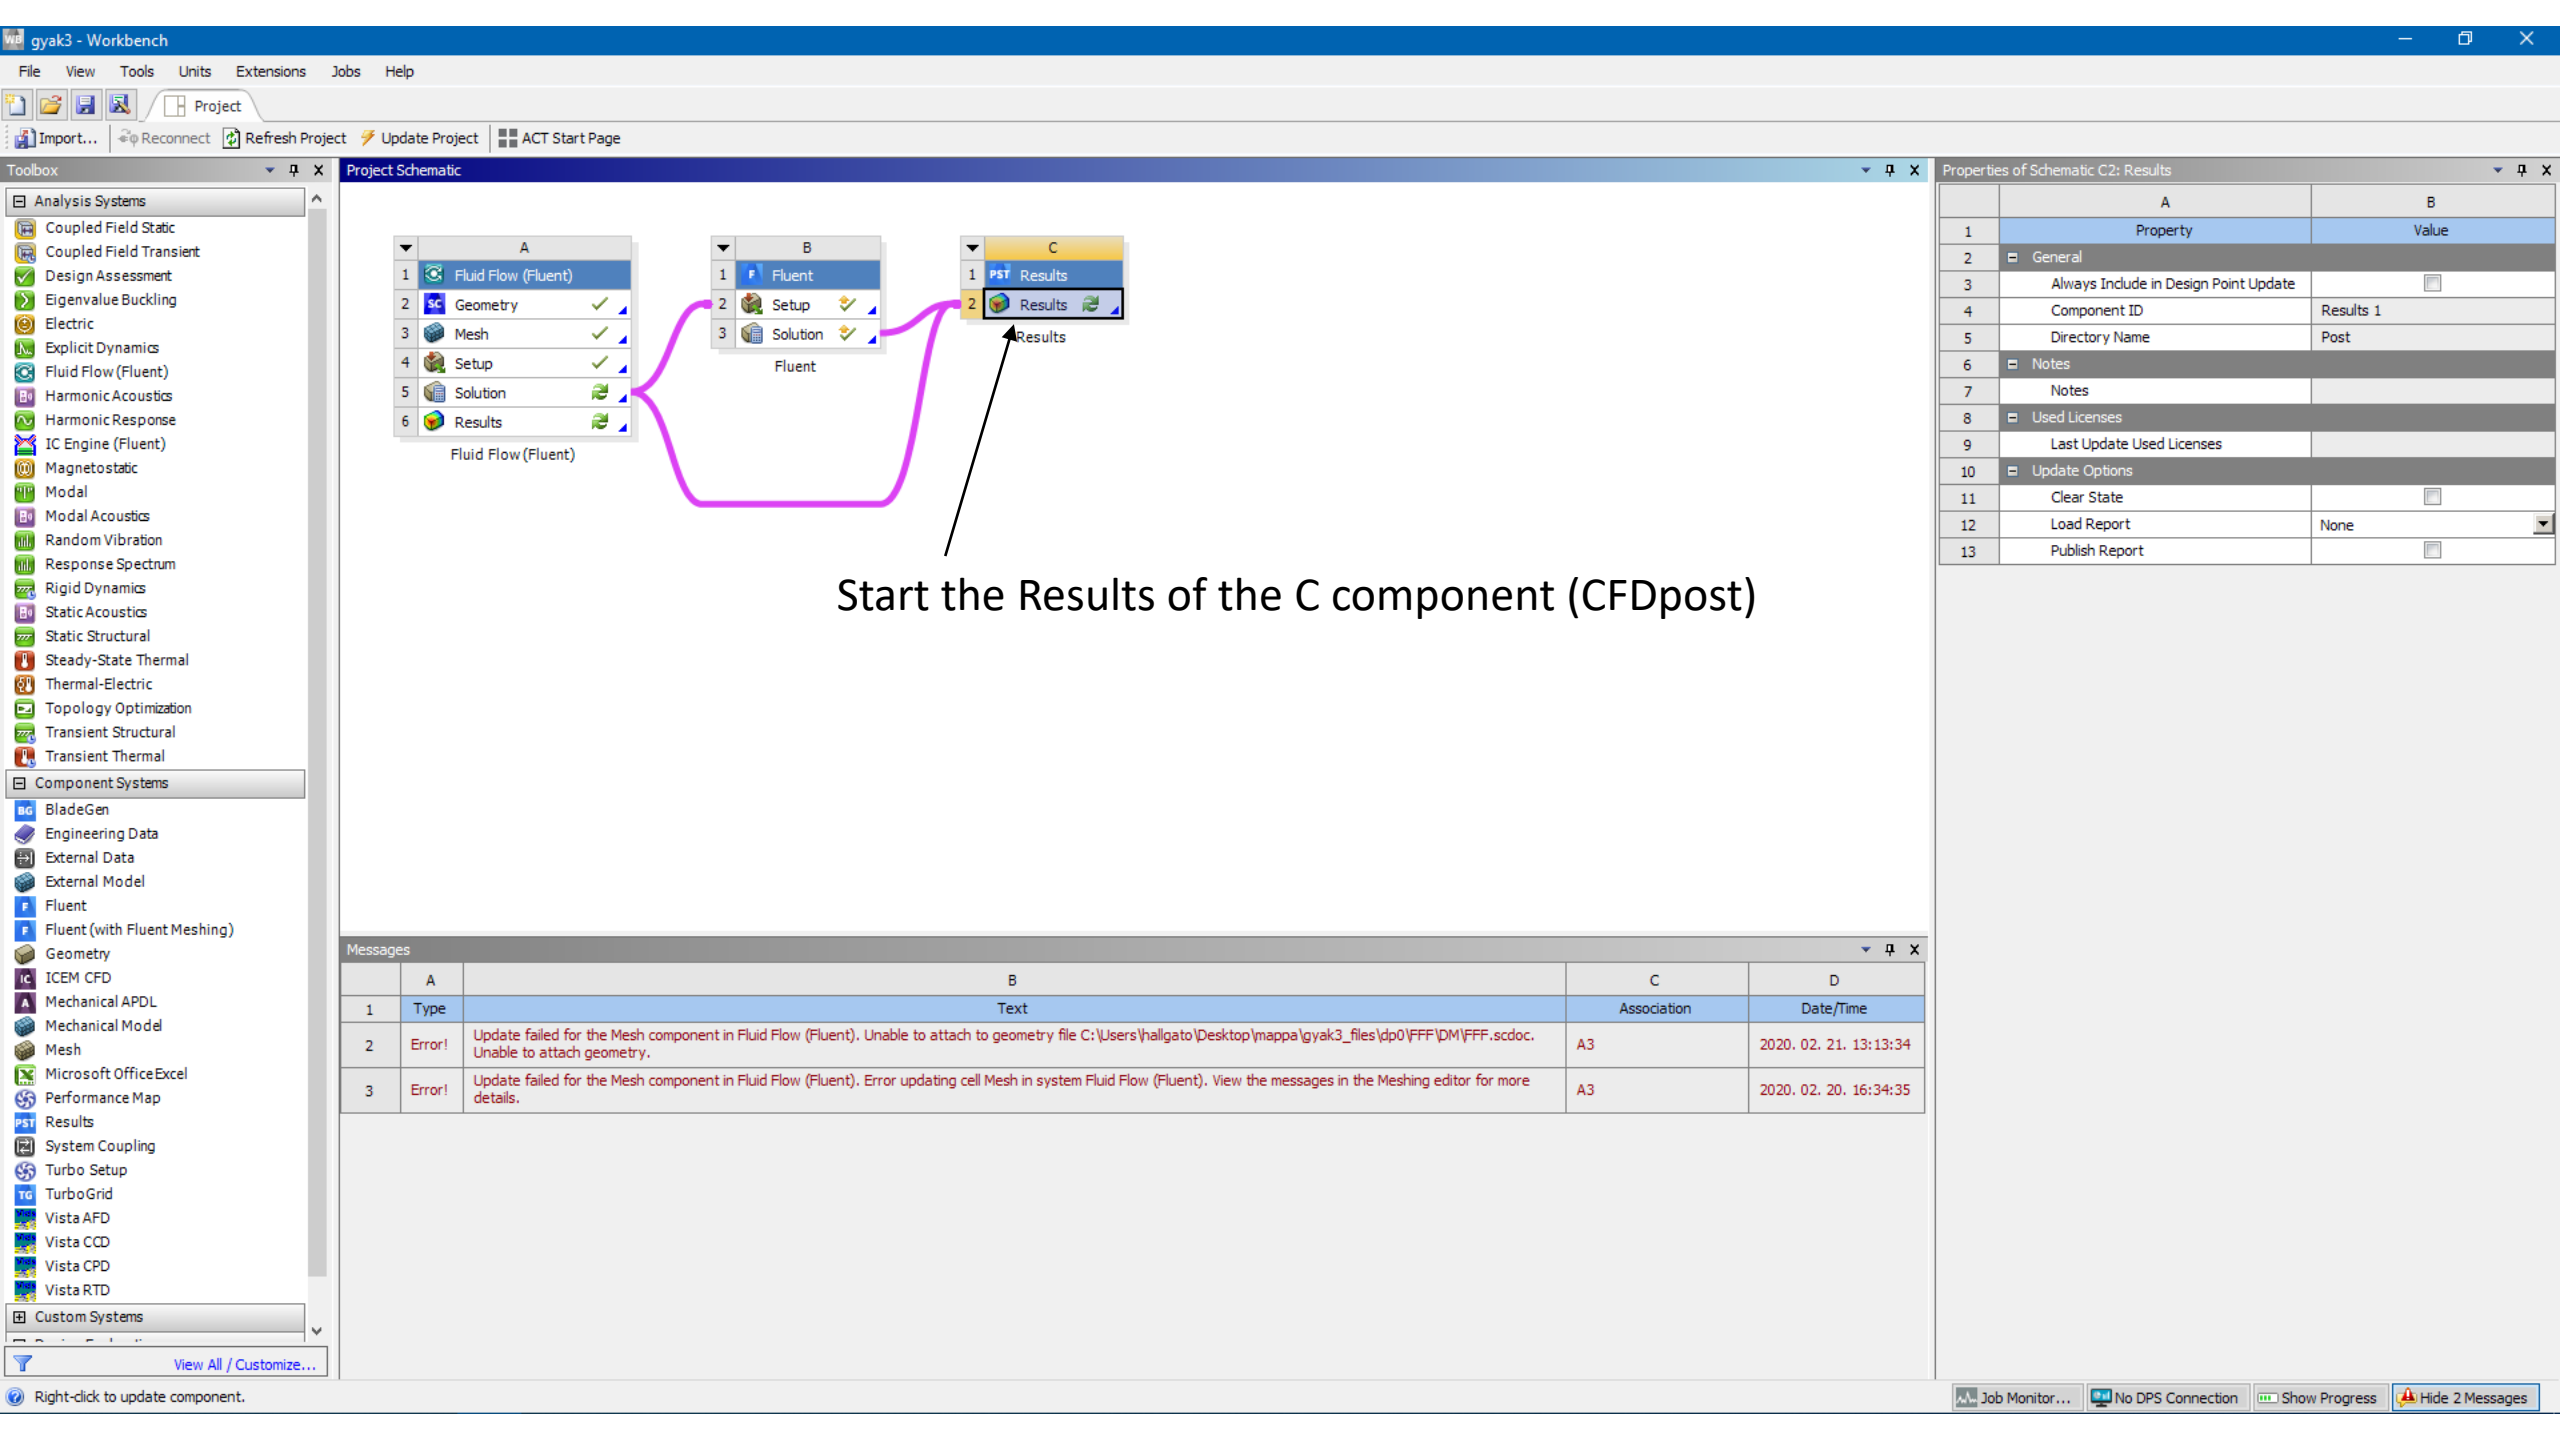 gyak3 - Workbench
File View Tools Units Extensions Jobs Help
Project
Import... Reconnect Refresh Project Update Project ACT Start Page
Toolbox
Analysis Systems
Coupled Field Static
Coupled Field Transient
Design Assessment
Eigenvalue Buckling
Electric
Explicit Dynamics
Fluid Flow (Fluent)
Harmonic Acoustics
Harmonic Response
IC Engine (Fluent)
Magnetostatic
Modal
Modal Acoustics
Random Vibration
Response Spectrum
Rigid Dynamics
Static Acoustics
Static Structural
Steady-State Thermal
Thermal-Electric
Topology Optimization
Transient Structural
Transient Thermal
Component Systems
BladeGen
Engineering Data
External Data
External Model
Fluent
Fluent (with Fluent Meshing)
Geometry
ICEM CFD
Mechanical APDL
Mechanical Model
Mesh
Microsoft Office Excel
Performance Map
Results
System Coupling
Turbo Setup
TurboGrid
Vista AFD
Vista CCD
Vista CPD
Vista RTD
Custom Systems
View All / Customize...
Project Schematic
A
1 Fluid Flow (Fluent)
2 Geometry
3 Mesh
4 Setup
5 Solution
6 Results
Fluid Flow (Fluent)
B
1 Fluent
2 Setup
3 Solution
Fluent
C
1 PST Results
2 Results
Results
Start the Results of the C component (CFDpost)
Messages
A B C D
1 Type Text Association Date/Time
2 Error! Update failed for the Mesh component in Fluid Flow (Fluent). Unable to attach to geometry file C:\Users\hallgato\Desktop\mappa\gyak3_files\dp0\FFF\DM\FFF.scdoc.
Unable to attach geometry. A3 2020. 02. 21. 13:13:34
3 Error! Update failed for the Mesh component in Fluid Flow (Fluent). Error updating cell Mesh in system Fluid Flow (Fluent). View the messages in the Meshing editor for more
details. A3 2020. 02. 20. 16:34:35
Properties of Schematic C2: Results
A B
1 Property Value
2 General
3 Always Include in Design Point Update
4 Component ID Results 1
5 Directory Name Post
6 Notes
7 Notes
8 Used Licenses
9 Last Update Used Licenses
10 Update Options
11 Clear State
12 Load Report None
13 Publish Report
Right-click to update component.
Job Monitor... No DPS Connection Show Progress Hide 2 Messages